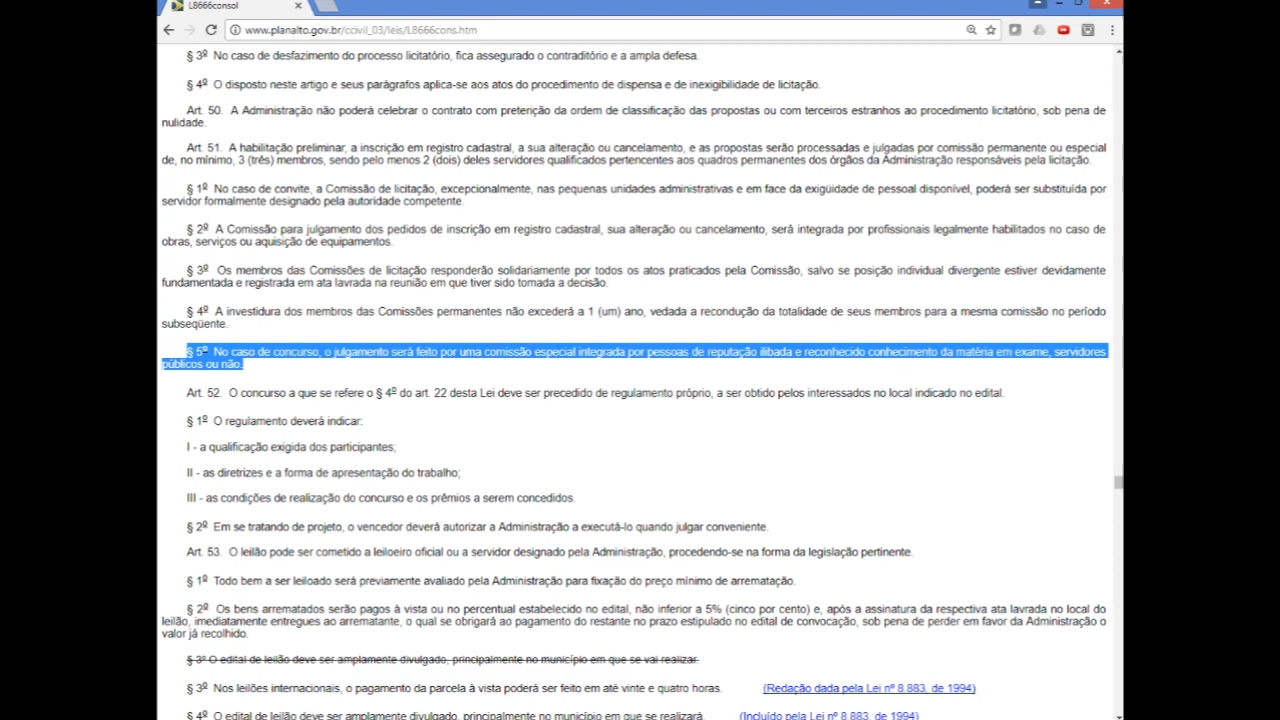 L8666consol
www.planalto.gov.br/ccivil_03/leis/L8666cons.htm
§ 3º No caso de desfazimento do processo licitatório, fica assegurado o contraditório e a ampla defesa.
§ 4º O disposto neste artigo e seus parágrafos aplica-se aos atos do procedimento de dispensa e de inexigibilidade de licitação.
Art. 50. A Administração não poderá celebrar o contrato com preterição da ordem de classificação das propostas ou com terceiros estranhos ao procedimento licitatório, sob pena de
nulidade.
Art. 51. A habilitação preliminar, a inscrição em registro cadastral, a sua alteração ou cancelamento, e as propostas serão processadas e julgadas por comissão permanente ou especial
de, no mínimo, 3 (três) membros, sendo pelo menos 2 (dois) deles servidores qualificados pertencentes aos quadros permanentes dos órgãos da Administração responsáveis pela licitação.
§ 1º No caso de convite, a Comissão de licitação, excepcionalmente, nas pequenas unidades administrativas e em face da exigüidade de pessoal disponível, poderá ser substituída por
servidor formalmente designado pela autoridade competente.
§ 2º A Comissão para julgamento dos pedidos de inscrição em registro cadastral, sua alteração ou cancelamento, será integrada por profissionais legalmente habilitados no caso de
obras, serviços ou aquisição de equipamentos.
§ 3º Os membros das Comissões de licitação responderão solidariamente por todos os atos praticados pela Comissão, salvo se posição individual divergente estiver devidamente
fundamentada e registrada em ata lavrada na reunião em que tiver sido tomada a decisão.
§ 4º A investidura dos membros das Comissões permanentes não excederá a 1 (um) ano, vedada a recondução da totalidade de seus membros para a mesma comissão no período
subseqüente.
§ 5º No caso de concurso, o julgamento será feito por uma comissão especial integrada por pessoas de reputação ilibada e reconhecido conhecimento da matéria em exame, servidores
públicos ou não.
Art. 52. O concurso a que se refere o § 4º do art. 22 desta Lei deve ser precedido de regulamento próprio, a ser obtido pelos interessados no local indicado no edital.
§ 1º O regulamento deverá indicar:
I - a qualificação exigida dos participantes;
II - as diretrizes e a forma de apresentação do trabalho;
III - as condições de realização do concurso e os prêmios a serem concedidos.
§ 2º Em se tratando de projeto, o vencedor deverá autorizar a Administração a executá-lo quando julgar conveniente.
Art. 53. O leilão pode ser cometido a leiloeiro oficial ou a servidor designado pela Administração, procedendo-se na forma da legislação pertinente.
§ 1º Todo bem a ser leiloado será previamente avaliado pela Administração para fixação do preço mínimo de arrematação.
§ 2º Os bens arrematados serão pagos à vista ou no percentual estabelecido no edital, não inferior a 5% (cinco por cento) e, após a assinatura da respectiva ata lavrada no local do
leilão, imediatamente entregues ao arrematante, o qual se obrigará ao pagamento do restante no prazo estipulado no edital de convocação, sob pena de perder em favor da Administração o
valor já recolhido.
§ 3º O edital de leilão deve ser amplamente divulgado, principalmente no município em que se vai realizar.
§ 3º Nos leilões internacionais, o pagamento da parcela à vista poderá ser feito em até vinte e quatro horas. (Redação dada pela Lei nº 8.883, de 1994)
§ 4º O edital de leilão deve ser amplamente divulgado, principalmente no município em que se realizará. (Incluído pela Lei nº 8.883, de 1994)